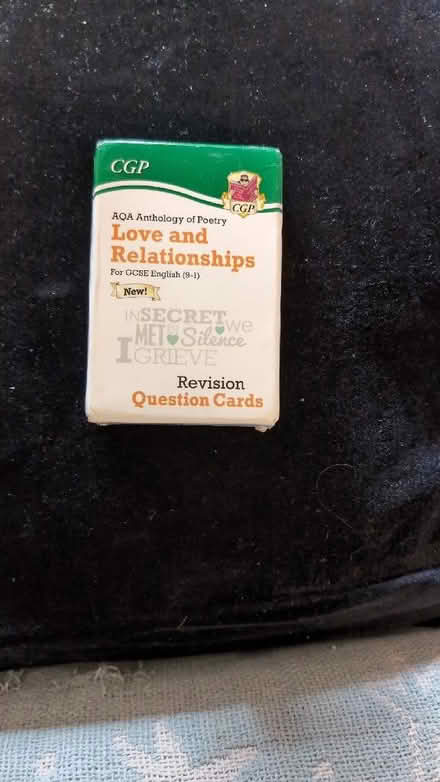 CGP
CGP
AQA Anthology of Poetry
Love and
Relationships
For GCSE English (9-1)
New!
IN SECRET we
MET in Silence
I GRIEVE
Revision
Question Cards